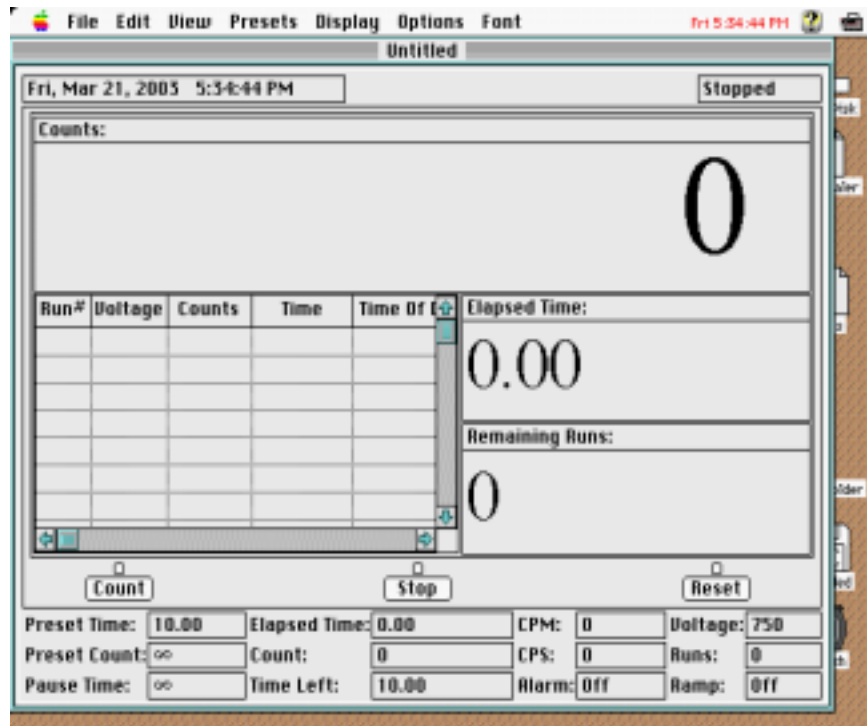 File Edit View Presets Display Options Font Fri 5:34:44 PM
Untitled
Fri, Mar 21, 2003 5:34:44 PM Stopped
Counts:
0
Run# Voltage Counts Time Time Of Elapsed Time:
0.00
Remaining Runs:
0
Count Stop Reset
Preset Time: 10.00 Elapsed Time: 0.00 CPM: 0 Voltage: 750
Preset Count: ∞ Count: 0 CPS: 0 Runs: 0
Pause Time: ∞ Time Left: 10.00 Alarm: Off Ramp: Off